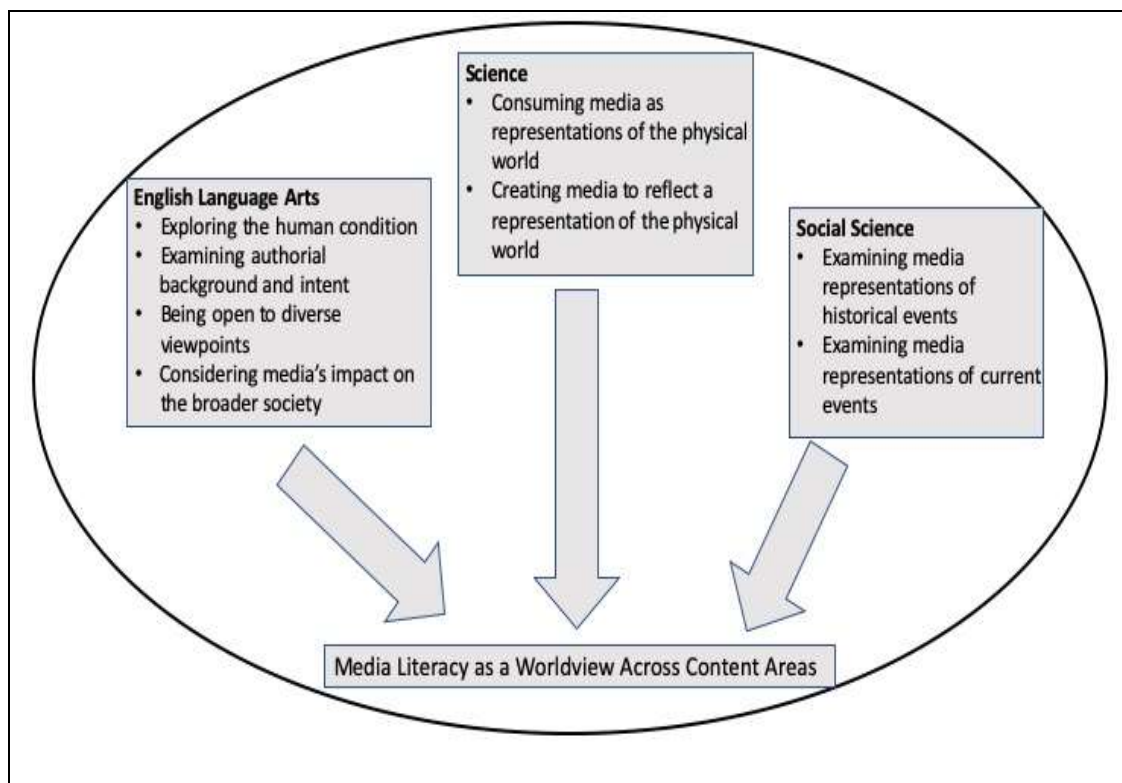 Science
• Consuming media as
representations of the physical
world
• Creating media to reflect a
representation of the physical
world
English Language Arts
• Exploring the human condition
• Examining authorial
background and intent
• Being open to diverse
viewpoints
• Considering media's impact on
the broader society
Social Science
• Examining media
representations of
historical events
• Examining media
representations of current
events
Media Literacy as a Worldview Across Content Areas